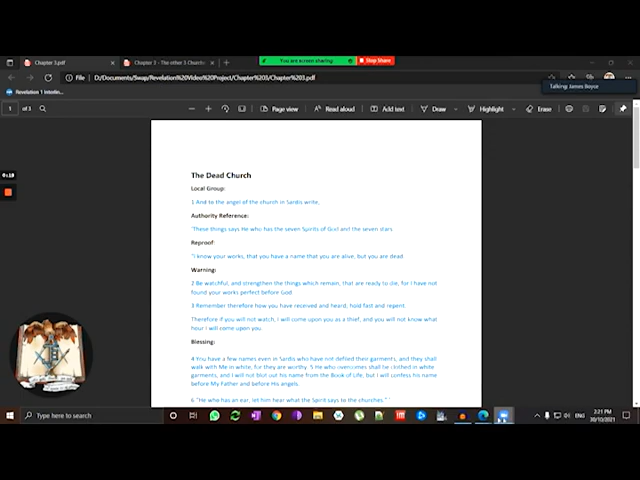 Chapter 3.pdf
Chapter 3 - The other 3 Church
You are screen sharing
Stop Share
File
D:/Documents/Swap/Revelation%20Video%20Project/Chapter%203/Chapter%203.pdf
Talking: James Boyce
Revelation 1 Interlin...
1
of 3
Page view
Read aloud
Add text
Draw
Highlight
Erase
The Dead Church
Local Group:
1 And to the angel of the church in Sardis write,
Authority Reference:
'These things says He who has the seven Spirits of God and the seven stars
Reproof:
"I know your works, that you have a name that you are alive, but you are dead
Warning:
2 Be watchful, and strengthen the things which remain, that are ready to die, for I have not
found your works perfect before God
3 Remember therefore how you have received and heard, hold fast and repent
Therefore if you will not watch, I will come upon you as a thief, and you will not know what
hour I will come upon you.
Blessing:
4 You have a few names even in Sardis who have not defiled their garments, and they shall
walk with Me in white, for they are worthy. 5 He who overcomes shall be clothed in white
garments, and I will not blot out his name from the Book of Life, but I will confess his name
before My Father and before His angels.
6 "He who has an ear, let him hear what the Spirit says to the churches." '
Type here to search
ENG
3:21 PM
30/10/2021